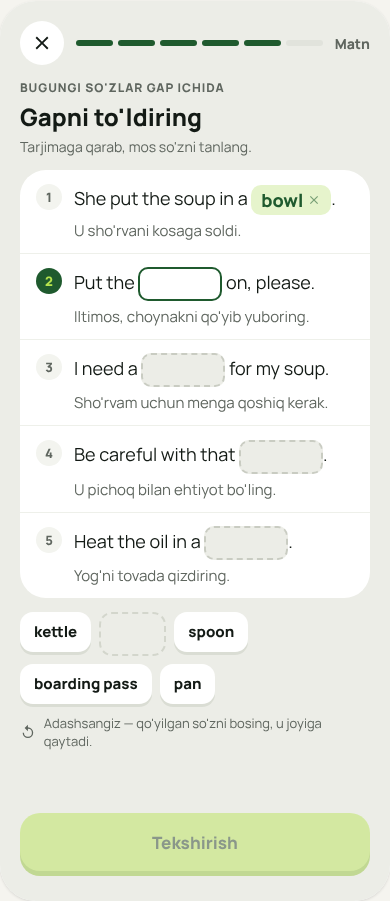 Matn
BUGUNGI SO'ZLAR GAP ICHIDA
Gapni to'ldiring
Tarjimaga qarab, mos so'zni tanlang.
1 She put the soup in a bowl × .
U sho'rvani kosaga soldi.
2 Put the on, please.
Iltimos, choynakni qo'yib yuboring.
3 I need a for my soup.
Sho'rvam uchun menga qoshiq kerak.
4 Be careful with that .
U pichoq bilan ehtiyot bo'ling.
5 Heat the oil in a .
Yog'ni tovada qizdiring.
kettle spoon
boarding pass pan
Adashsangiz — qo'yilgan so'zni bosing, u joyiga
qaytadi.
Tekshirish